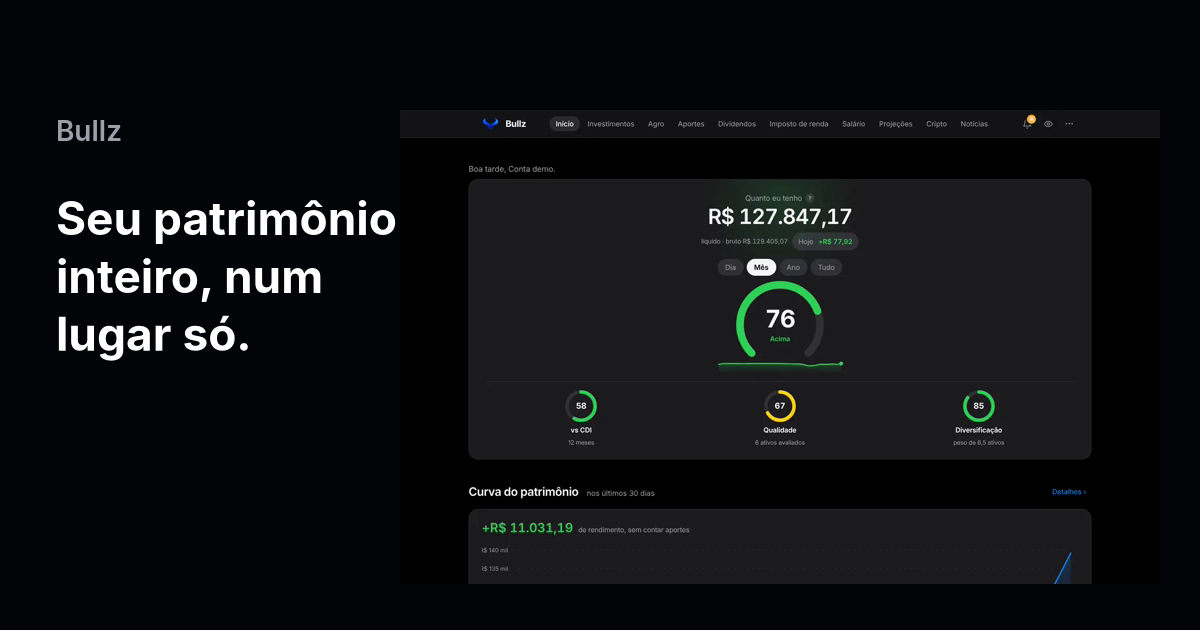 Bullz
Seu patrimônio
inteiro, num
lugar só.
Bullz Início Investimentos Agro Aportes Dividendos Imposto de renda Salário Projeções Cripto Notícias
Boa tarde, Conta demo.
Quanto eu tenho ?
R$ 127.847,17
líquido · bruto R$ 129.405,07 Hoje +R$ 77,92
Dia Mês Ano Tudo
76
Acima
58 67 85
vs CDI Qualidade Diversificação
12 meses 6 ativos avaliados peso de 6,5 ativos
Curva do patrimônio nos últimos 30 dias Detalhes ›
+R$ 11.031,19 de rendimento, sem contar aportes
R$ 140 mil
R$ 135 mil